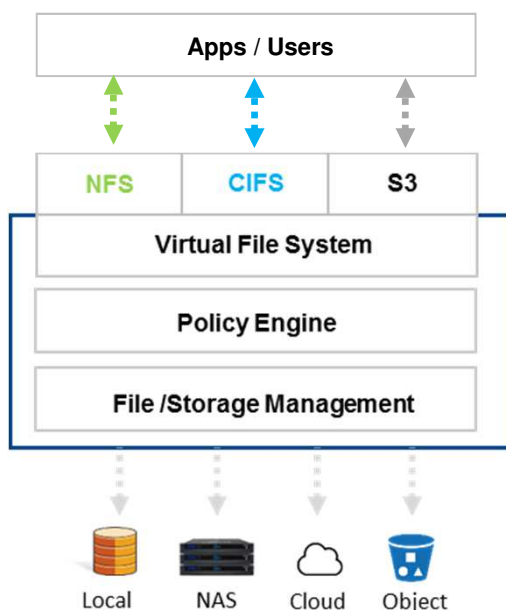 Apps / Users
NFS CIFS S3
Virtual File System
Policy Engine
File /Storage Management
Local NAS Cloud Object